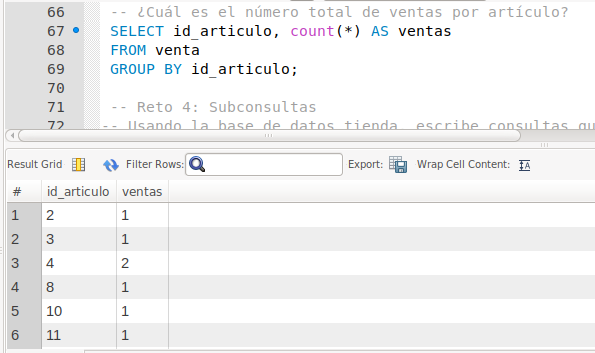 66 -- ¿Cuál es el número total de ventas por artículo?
67 SELECT id_articulo, count(*) AS ventas
68 FROM venta
69 GROUP BY id_articulo;
70
71 -- Reto 4: Subconsultas
72 -- Usando la base de datos tienda, escribe consultas qu
Result Grid Filter Rows: Export: Wrap Cell Content: IA
# id_articulo ventas
1 2 1
2 3 1
3 4 2
4 8 1
5 10 1
6 11 1